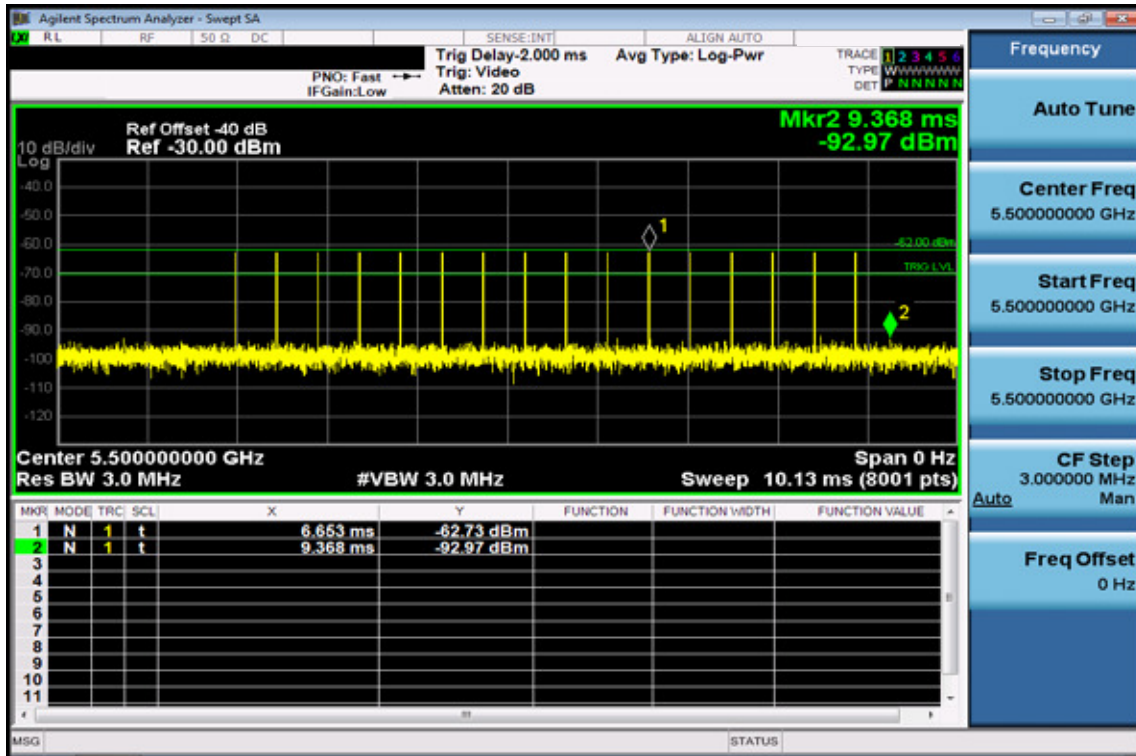 Agilent Spectrum Analyzer - Swept SA
RL RF 50 Ω DC SENSE:INT ALIGN AUTO
Trig Delay-2.000 ms Avg Type: Log-Pwr TRACE 1 2 3 4 5 6
PNO: Fast Trig: Video TYPE WWWWWW
IFGain:Low Atten: 20 dB DET P N N N N N
Mkr2 9.368 ms
Ref Offset -40 dB
10 dB/div Ref -30.00 dBm -92.97 dBm
Log
-40.0
-50.0
1
-60.0
-62.00 dBm
TRIG LVL
-70.0
-80.0
2
-90.0
-100
-110
-120
Center 5.500000000 GHz Span 0 Hz
Res BW 3.0 MHz #VBW 3.0 MHz Sweep 10.13 ms (8001 pts)
MKR MODE TRC SCL X Y FUNCTION FUNCTION WIDTH FUNCTION VALUE
1 N 1 t 6.653 ms -62.73 dBm
2 N 1 t 9.368 ms -92.97 dBm
3
4
5
6
7
8
9
10
11
MSG STATUS
Frequency
Auto Tune
Center Freq
5.500000000 GHz
Start Freq
5.500000000 GHz
Stop Freq
5.500000000 GHz
CF Step
3.000000 MHz
Auto Man
Freq Offset
0 Hz